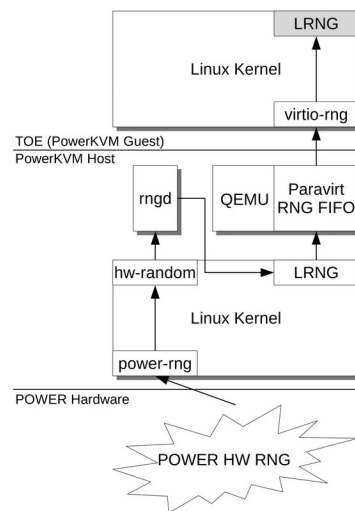 LRNG
Linux Kernel
virtio-rng
TOE (PowerKVM Guest)
PowerKVM Host
rngd
QEMU
Paravirt
RNG FIFO
hw-random
LRNG
Linux Kernel
power-rng
POWER Hardware
POWER HW RNG